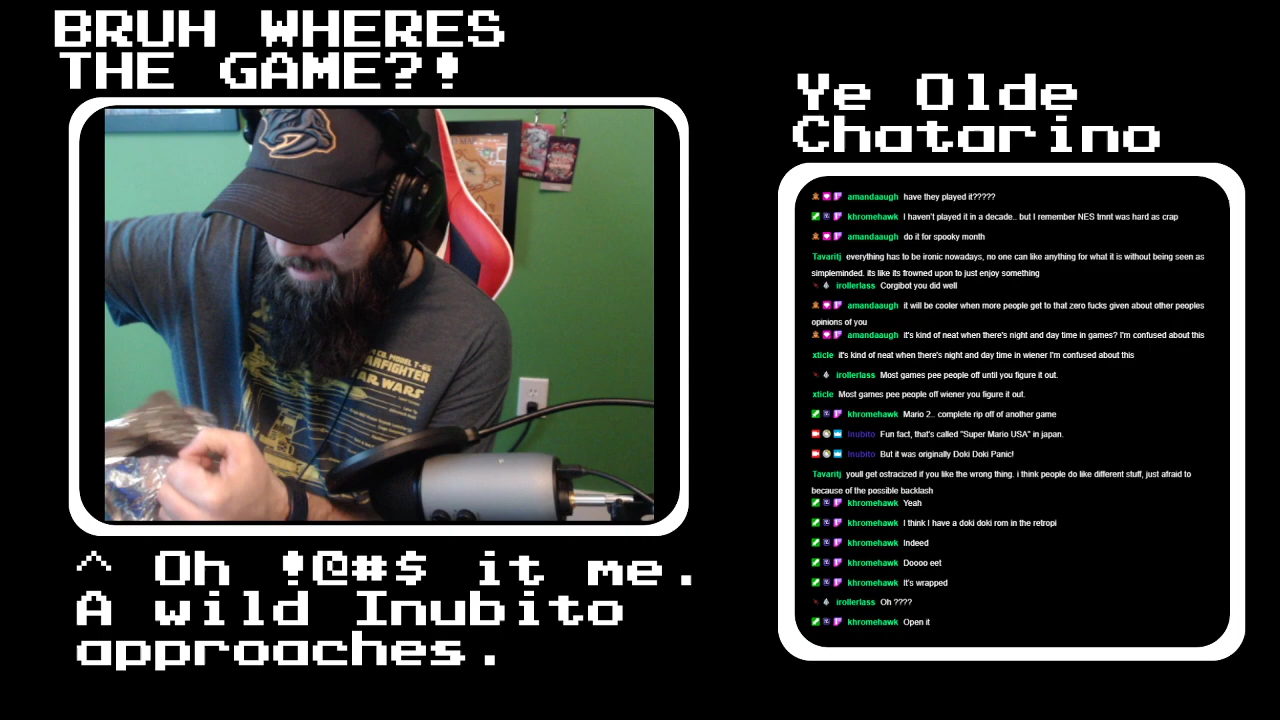 BRUH WHERES
THE GAME?!
Ye Olde
Chatarino
amandaaugh have they played it?????
khromehawk I haven't played it in a decade.. but I remember NES tmnt was hard as crap
amandaaugh do it for spooky month
Tavaritj everything has to be ironic nowadays, no one can like anything for what it is without being seen as
simpleminded. its like its frowned upon to just enjoy something
irollerlass Corgibot you did well
amandaaugh it will be cooler when more people get to that zero fucks given about other peoples
opinions of you
amandaaugh it's kind of neat when there's night and day time in games? I'm confused about this
xticle it's kind of neat when there's night and day time in wiener I'm confused about this
irollerlass Most games pee people off until you figure it out.
xticle Most games pee people off wiener you figure it out.
khromehawk Mario 2.. complete rip off of another game
Inubito Fun fact, that's called "Super Mario USA" in japan.
Inubito But it was originally Doki Doki Panic!
Tavaritj youll get ostracized if you like the wrong thing. i think people do like different stuff, just afraid to
because of the possible backlash
khromehawk Yeah
khromehawk I think I have a doki doki rom in the retropi
khromehawk Indeed
khromehawk Doooo eet
khromehawk It's wrapped
irollerlass Oh ????
khromehawk Open it
CO. MODEL T-65
ARFIGHTER
TAR WARS
^ Oh !@#$ it me.
A wild Inubito
approaches.